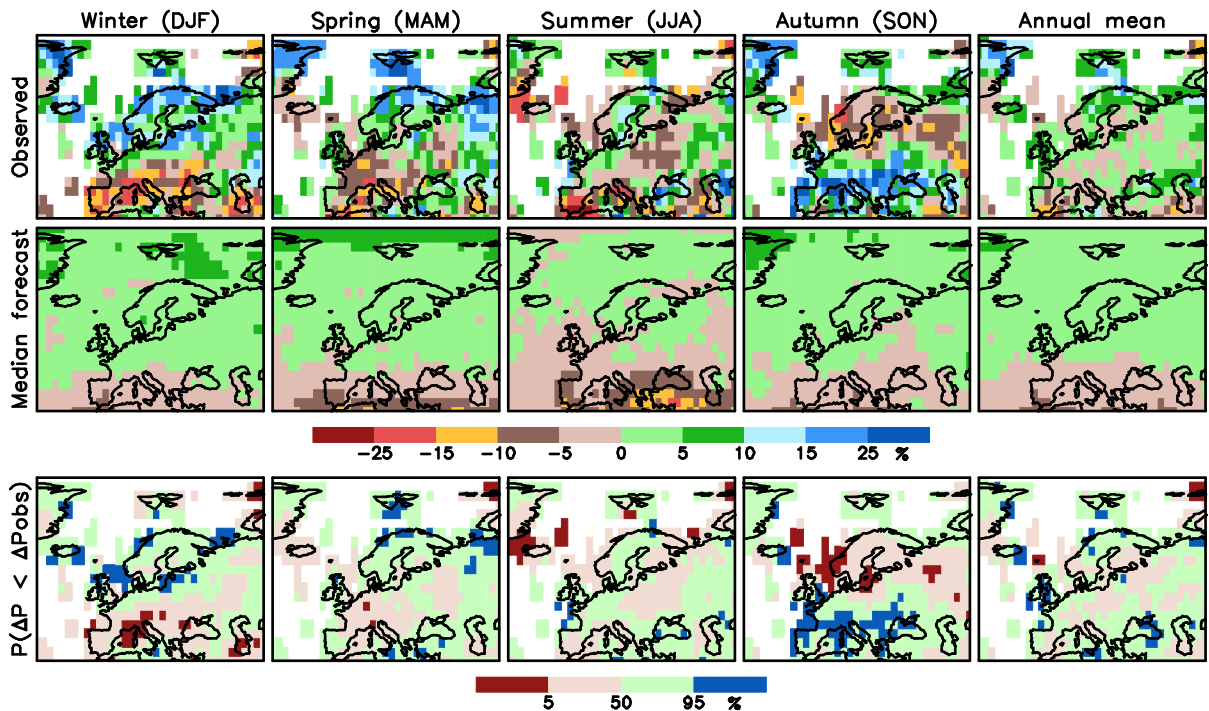 Winter (DJF) Spring (MAM) Summer (JJA) Autumn (SON) Annual mean
Observed
Median forecast
-25 -15 -10 -5 0 5 10 15 25 %
P(ΔP < ΔPobs)
5 50 95 %